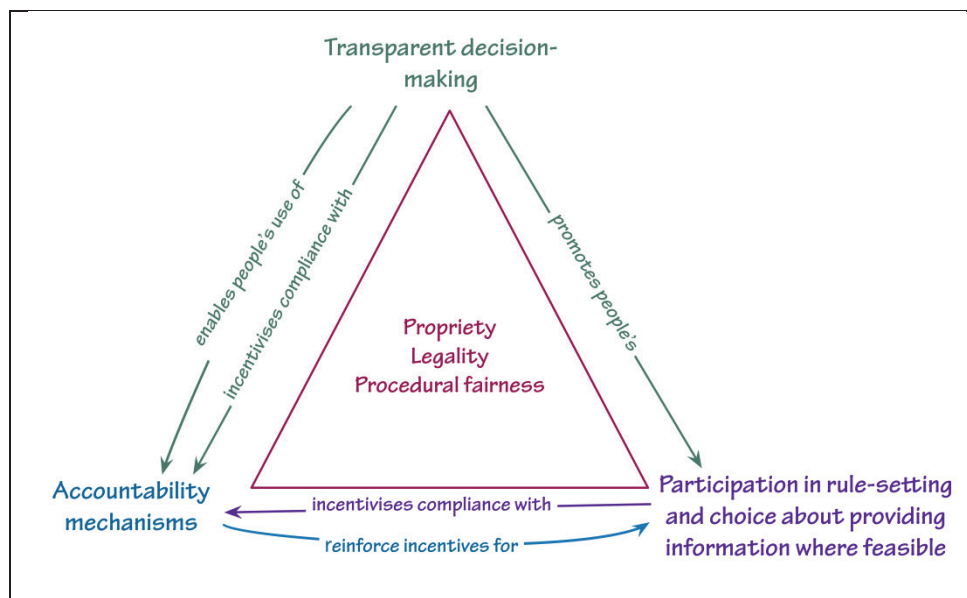 Transparent decision-
making
enables people's use of
incentivises compliance with
promotes people's
Propriety
Legality
Procedural fairness
Accountability
mechanisms
incentivises compliance with
reinforce incentives for
Participation in rule-setting
and choice about providing
information where feasible